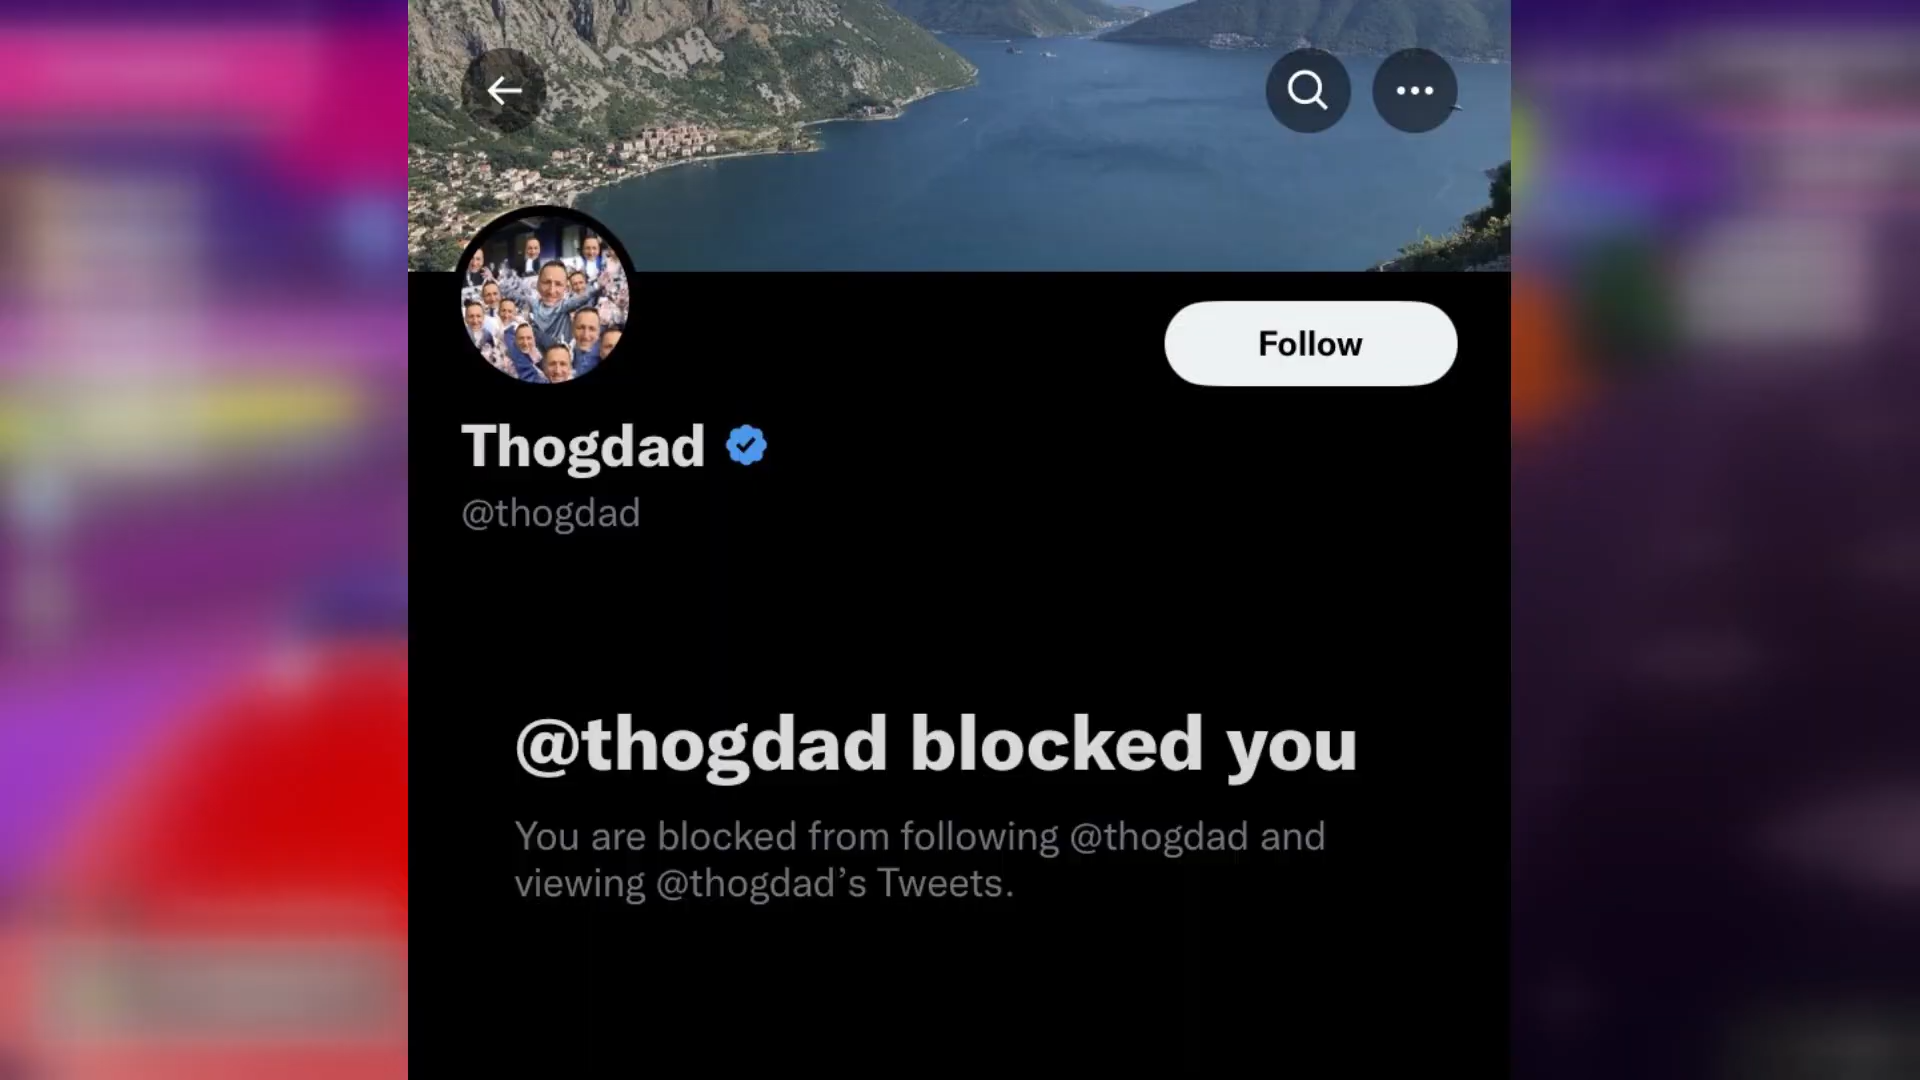 Follow
Thogdad
@thogdad
@thogdad blocked you
You are blocked from following @thogdad and
viewing @thogdad’s Tweets.